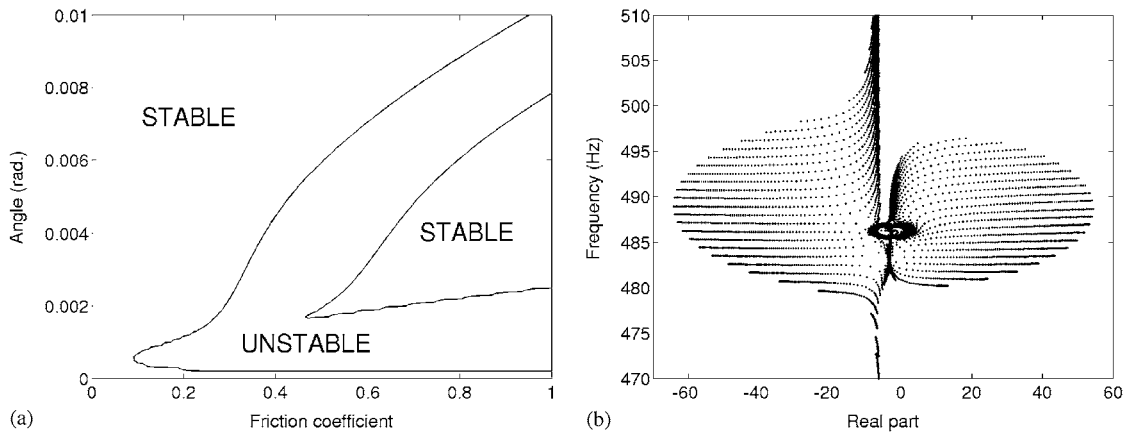 0.01
0.008
0.006
0.004
0.002
0
Angle (rad.)
STABLE
STABLE
UNSTABLE
0 0.2 0.4 0.6 0.8 1
(a) Friction coefficient
510
505
500
495
490
485
480
475
470
Frequency (Hz)
-60 -40 -20 0 20 40 60
(b) Real part